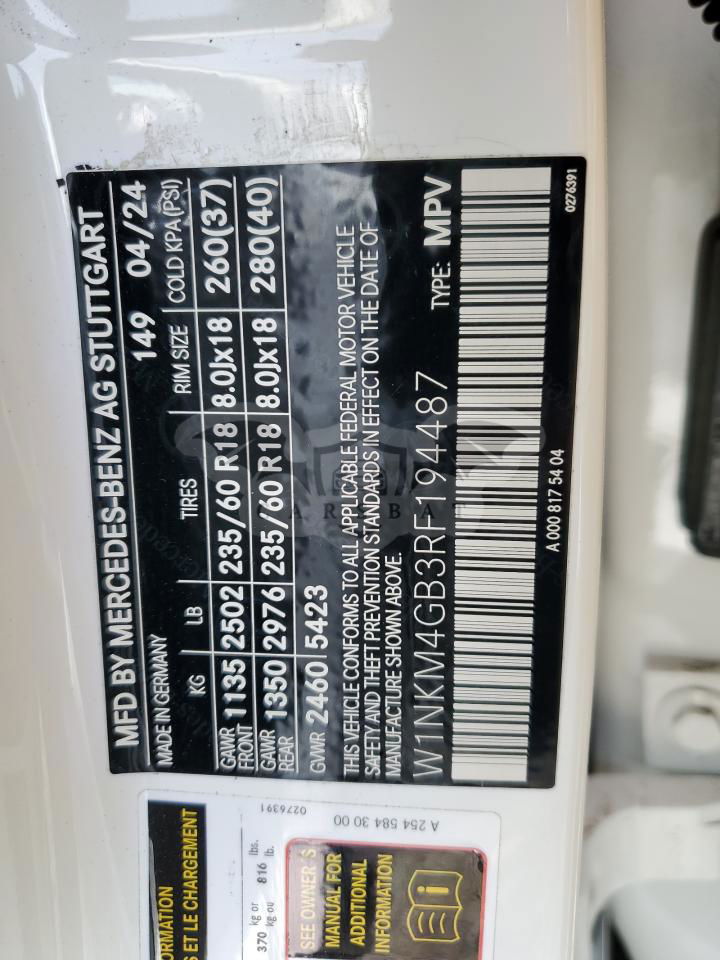 MFD BY MERCEDES-BENZ AG STUTTGART
MADE IN GERMANY 149 04/24
KG LB TIRES RIM SIZE COLD KPA(PSI)
GAWR FRONT 1135 2502 235/60 R18 8.0Jx18 260(37)
GAWR REAR 1350 2976 235/60 R18 8.0Jx18 280(40)
GVWR 2460 5423
THIS VEHICLE CONFORMS TO ALL APPLICABLE FEDERAL MOTOR VEHICLE
SAFETY AND THEFT PREVENTION STANDARDS IN EFFECT ON THE DATE OF
MANUFACTURE SHOWN ABOVE.
W1NKM4GB3RF194487 TYPE: MPV
A 000 817 54 04 0276391
CARSBAT
0276391
A 254 584 30 00
ORMATION
S ET LE CHARGEMENT
370 kg or 816 lbs.
kg ou lb.
SEE OWNER'S
MANUAL FOR
ADDITIONAL
INFORMATION